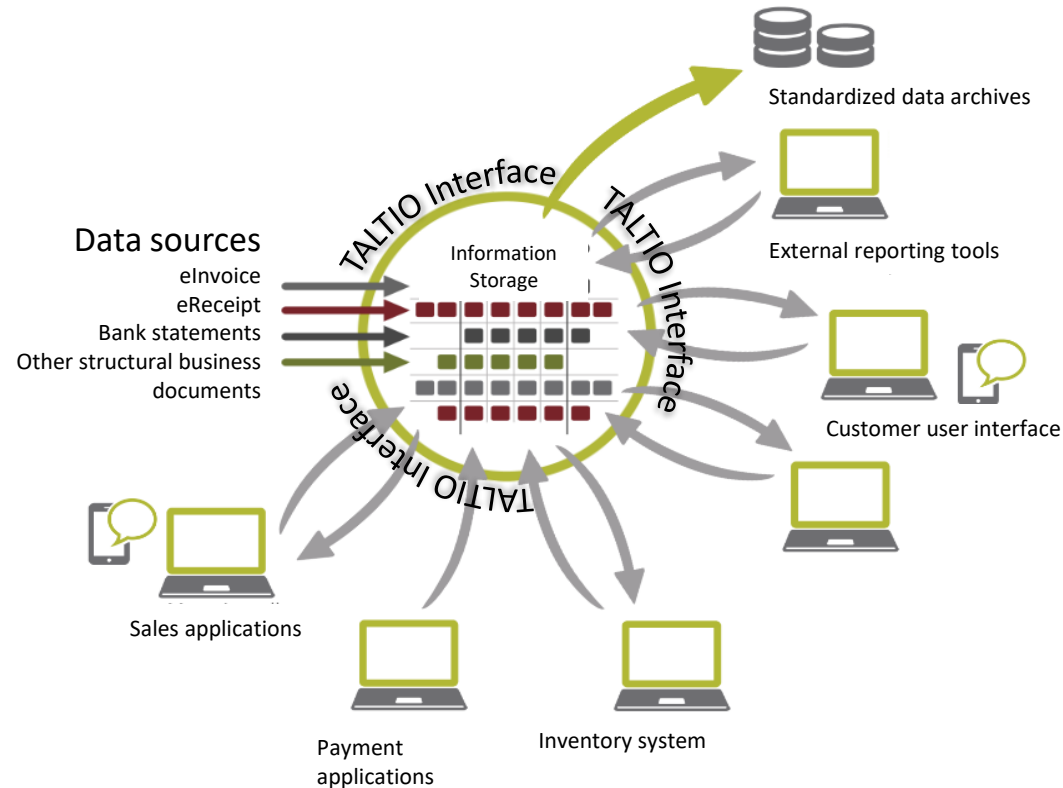 Standardized data archives
TALTIO Interface
TALTIO Interface
Data sources
Information
Storage
External reporting tools
eInvoice
eReceipt
Bank statements
Other structural business
documents
TALTIO Interface
Customer user interface
Sales applications
Payment
applications
Inventory system